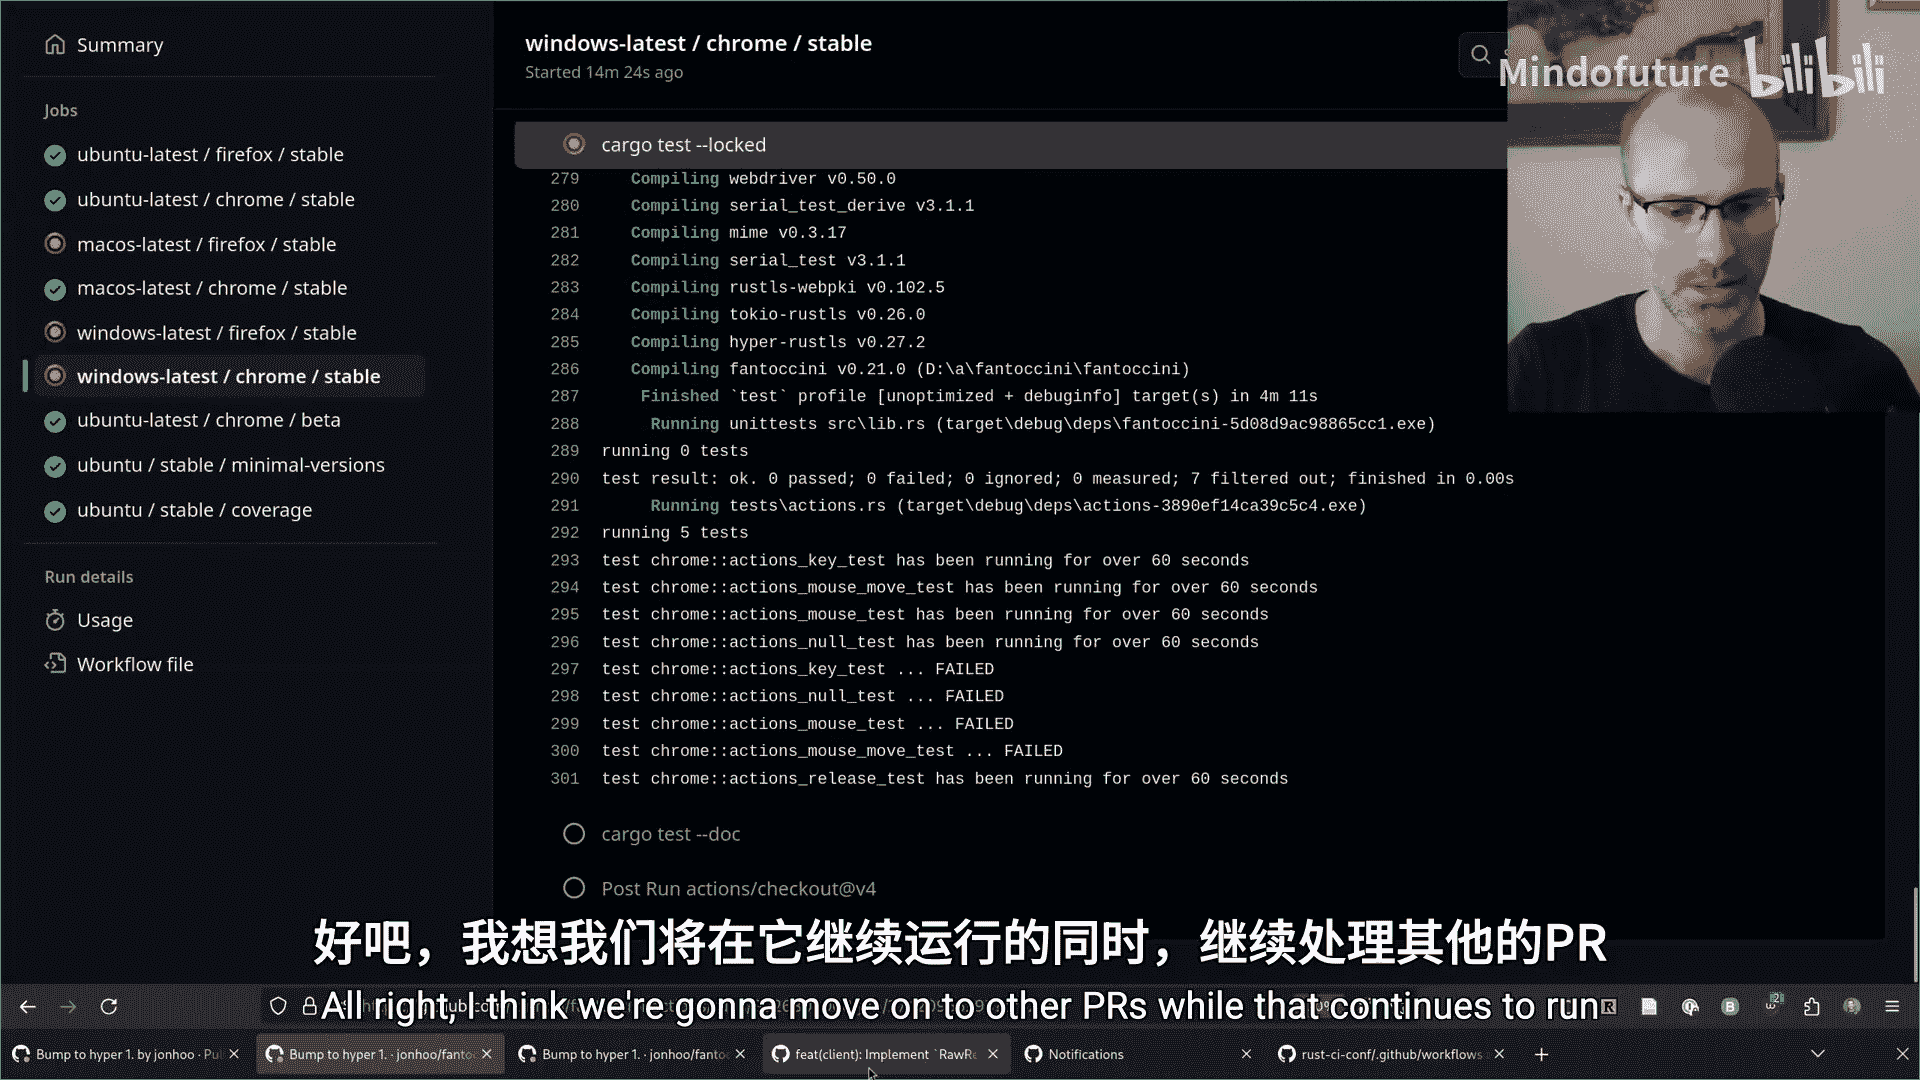 Summary
Jobs
ubuntu-latest / firefox / stable
ubuntu-latest / chrome / stable
macos-latest / firefox / stable
macos-latest / chrome / stable
windows-latest / firefox / stable
windows-latest / chrome / stable
ubuntu-latest / chrome / beta
ubuntu / stable / minimal-versions
ubuntu / stable / coverage
Run details
Usage
Workflow file
windows-latest / chrome / stable
Started 14m 24s ago
Mindofuture bilibili
cargo test --locked
279 Compiling webdriver v0.50.0
280 Compiling serial_test_derive v3.1.1
281 Compiling mime v0.3.17
282 Compiling serial_test v3.1.1
283 Compiling rustls-webpki v0.102.5
284 Compiling tokio-rustls v0.26.0
285 Compiling hyper-rustls v0.27.2
286 Compiling fantoccini v0.21.0 (D:\a\fantoccini\fantoccini)
287 Finished `test` profile [unoptimized + debuginfo] target(s) in 4m 11s
288 Running unittests src\lib.rs (target\debug\deps\fantoccini-5d08d9ac98865cc1.exe)
289 running 0 tests
290 test result: ok. 0 passed; 0 failed; 0 ignored; 0 measured; 7 filtered out; finished in 0.00s
291 Running tests\actions.rs (target\debug\deps\actions-3890ef14ca39c5c4.exe)
292 running 5 tests
293 test chrome::actions_key_test has been running for over 60 seconds
294 test chrome::actions_mouse_move_test has been running for over 60 seconds
295 test chrome::actions_mouse_test has been running for over 60 seconds
296 test chrome::actions_null_test has been running for over 60 seconds
297 test chrome::actions_key_test ... FAILED
298 test chrome::actions_null_test ... FAILED
299 test chrome::actions_mouse_test ... FAILED
300 test chrome::actions_mouse_move_test ... FAILED
301 test chrome::actions_release_test has been running for over 60 seconds
cargo test --doc
Post Run actions/checkout@v4
好吧，我想我们将在它继续运行的同时，继续处理其他的PR
All right, I think we're gonna move on to other PRs while that continues to run
Bump to hyper 1. by jonhoo · Pul
Bump to hyper 1. · jonhoo/fanto
Bump to hyper 1. · jonhoo/fanto
feat(client): Implement `RawRe
Notifications
rust-ci-conf/.github/workflows